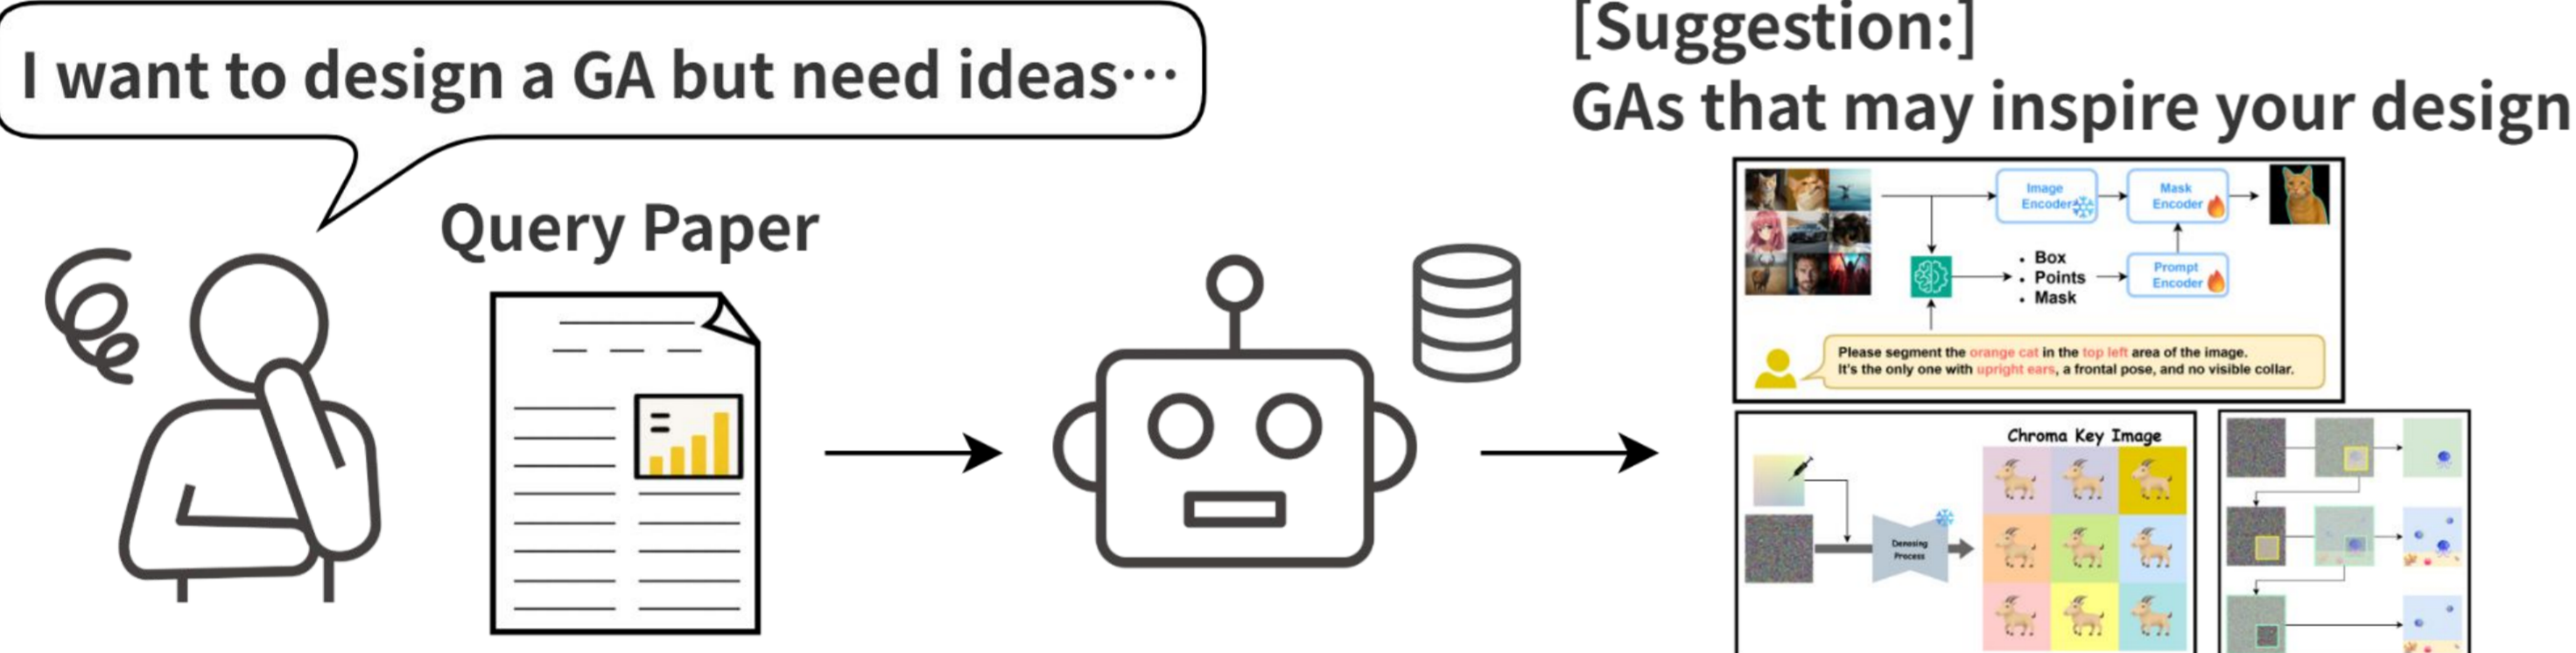 I want to design a GA but need ideas…
[Suggestion:]
GAs that may inspire your design
Query Paper
Image
Encoder
Mask
Encoder
Box
Points
Mask
Prompt
Encoder
Please segment the orange cat in the top left area of the image.
It's the only one with upright ears, a frontal pose, and no visible collar.
Chroma Key Image
Denosing
Process